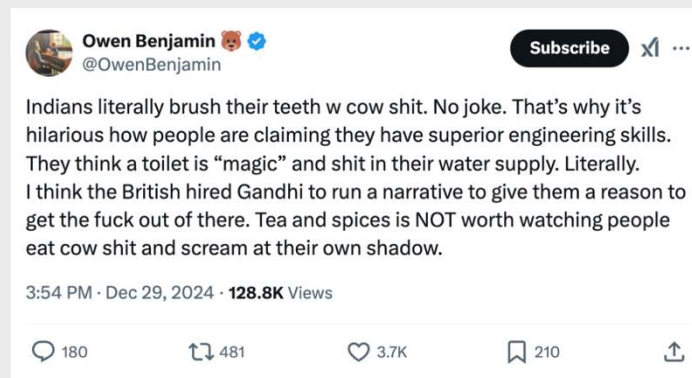 Owen Benjamin 🐻
Subscribe
@OwenBenjamin
Indians literally brush their teeth w cow shit. No joke. That’s why it’s
hilarious how people are claiming they have superior engineering skills.
They think a toilet is “magic” and shit in their water supply. Literally.
I think the British hired Gandhi to run a narrative to give them a reason to
get the fuck out of there. Tea and spices is NOT worth watching people
eat cow shit and scream at their own shadow.
3:54 PM · Dec 29, 2024 · 128.8K Views
180 481 3.7K 210